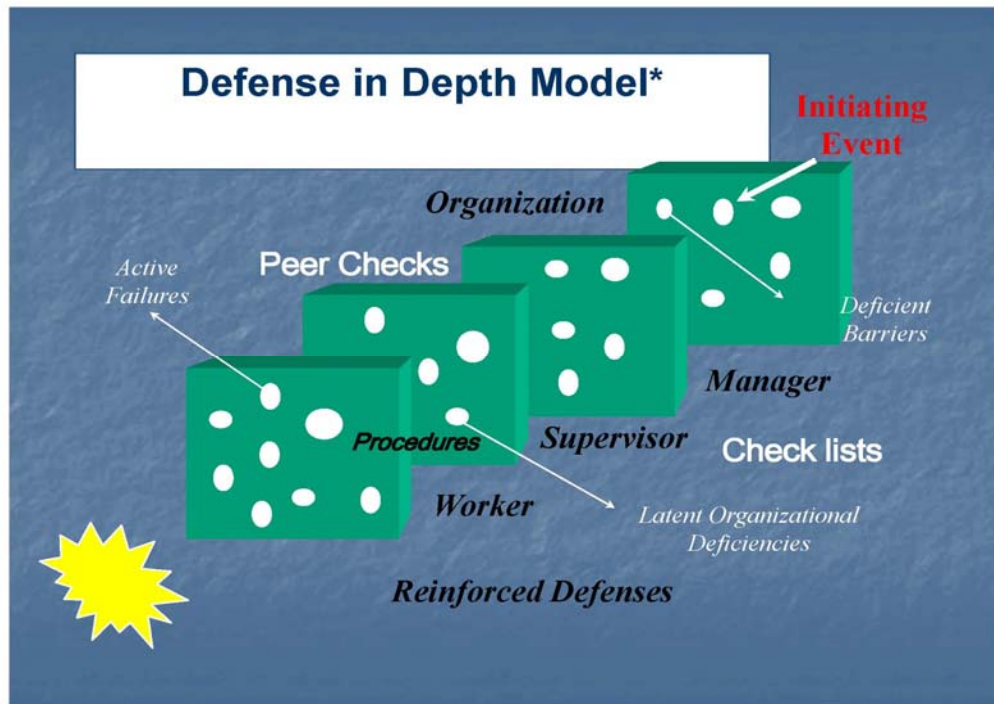 Defense in Depth Model*
Initiating
Event
Organization
Peer Checks
Active
Failures
Deficient
Barriers
Manager
Procedures
Supervisor
Check lists
Worker
Latent Organizational
Deficiencies
Reinforced Defenses